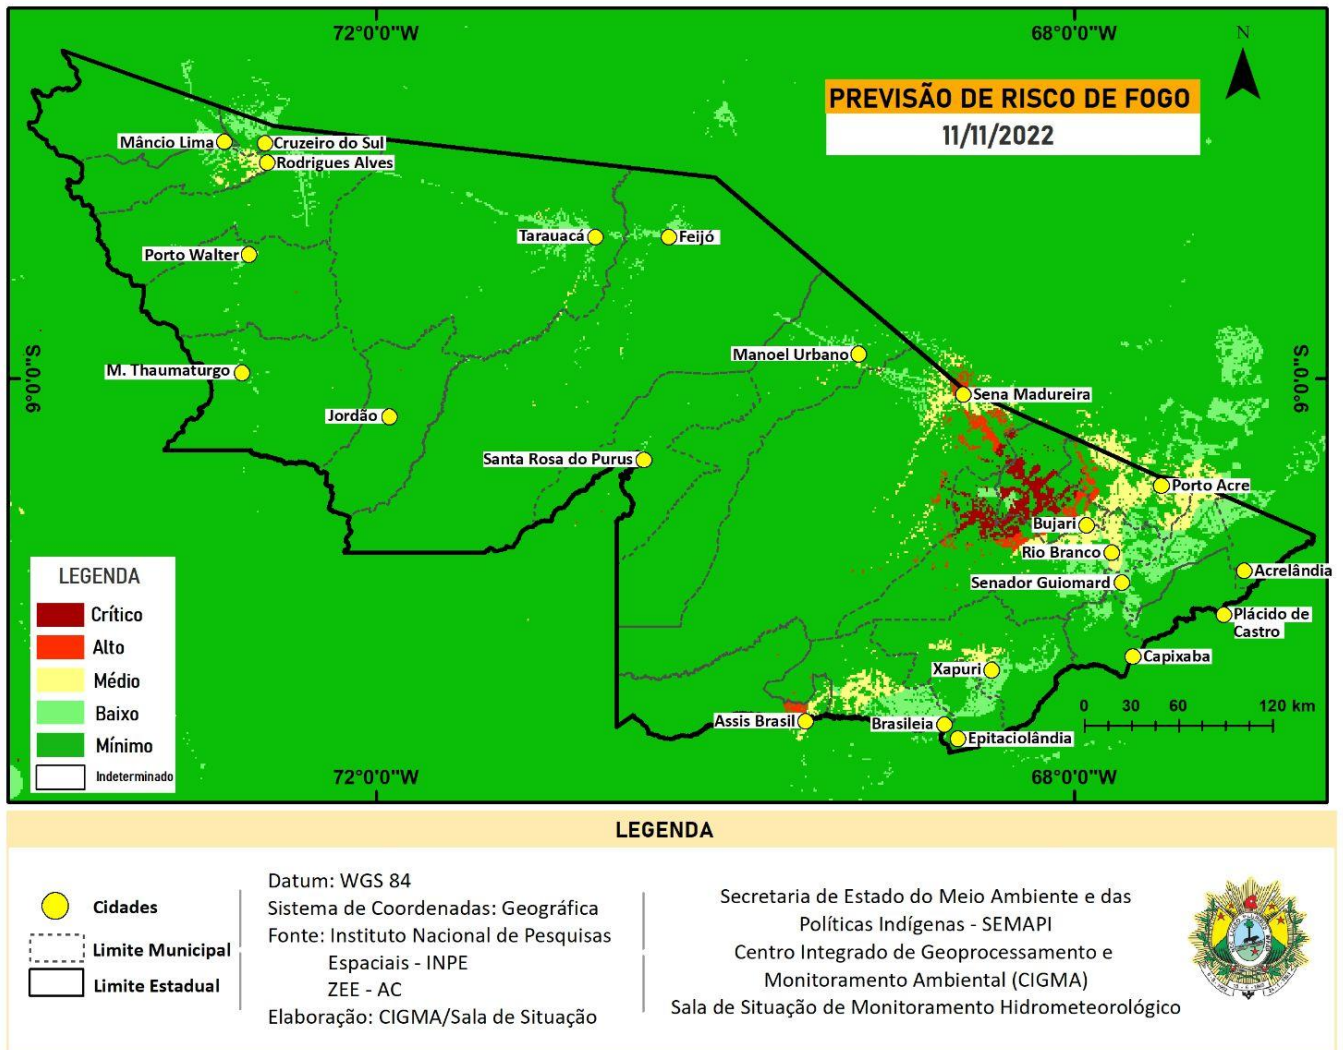 72°0'0"W
68°0'0"W
N
PREVISÃO DE RISCO DE FOGO
11/11/2022
Mâncio Lima
Cruzeiro do Sul
Rodrigues Alves
Tarauacá
Feijó
Porto Walter
Manoel Urbano
9°0'0"S
9°0'0"S
M. Thaumaturgo
Sena Madureira
Jordão
Santa Rosa do Purus
Porto Acre
Bujari
Rio Branco
Acrelândia
Senador Guiomard
Plácido de
Castro
Capixaba
Xapuri
Assis Brasil
Brasileia
Epitaciolândia
0 30 60 120 km
LEGENDA
Crítico
Alto
Médio
Baixo
Mínimo
Indeterminado
72°0'0"W
68°0'0"W
LEGENDA
Cidades
Limite Municipal
Limite Estadual
Datum: WGS 84
Sistema de Coordenadas: Geográfica
Fonte: Instituto Nacional de Pesquisas
Espaciais - INPE
ZEE - AC
Elaboração: CIGMA/Sala de Situação
Secretaria de Estado do Meio Ambiente e das
Políticas Indígenas - SEMAPI
Centro Integrado de Geoprocessamento e
Monitoramento Ambiental (CIGMA)
Sala de Situação de Monitoramento Hidrometeorológico